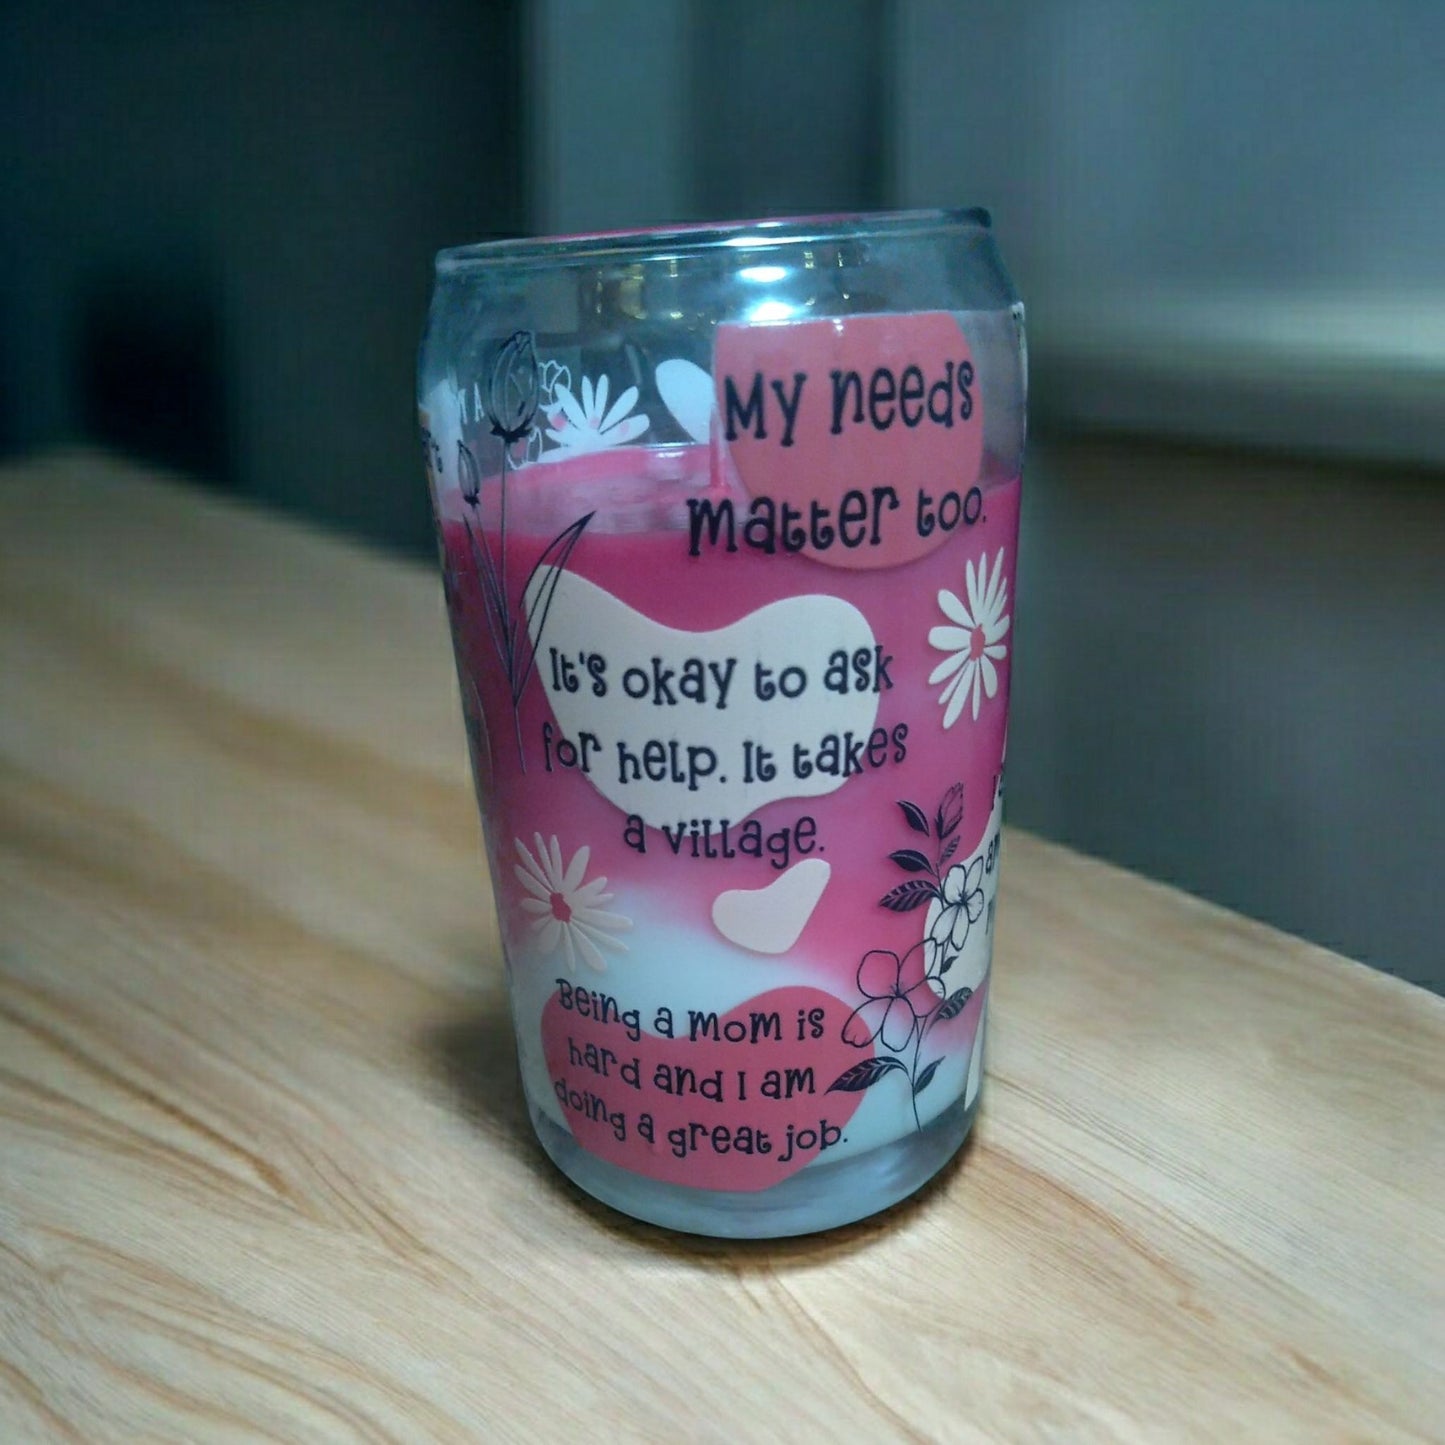 My needs
matter too.
It's okay to ask
for help. It takes
a village.
Being a mom is
hard and I am
doing a great job.